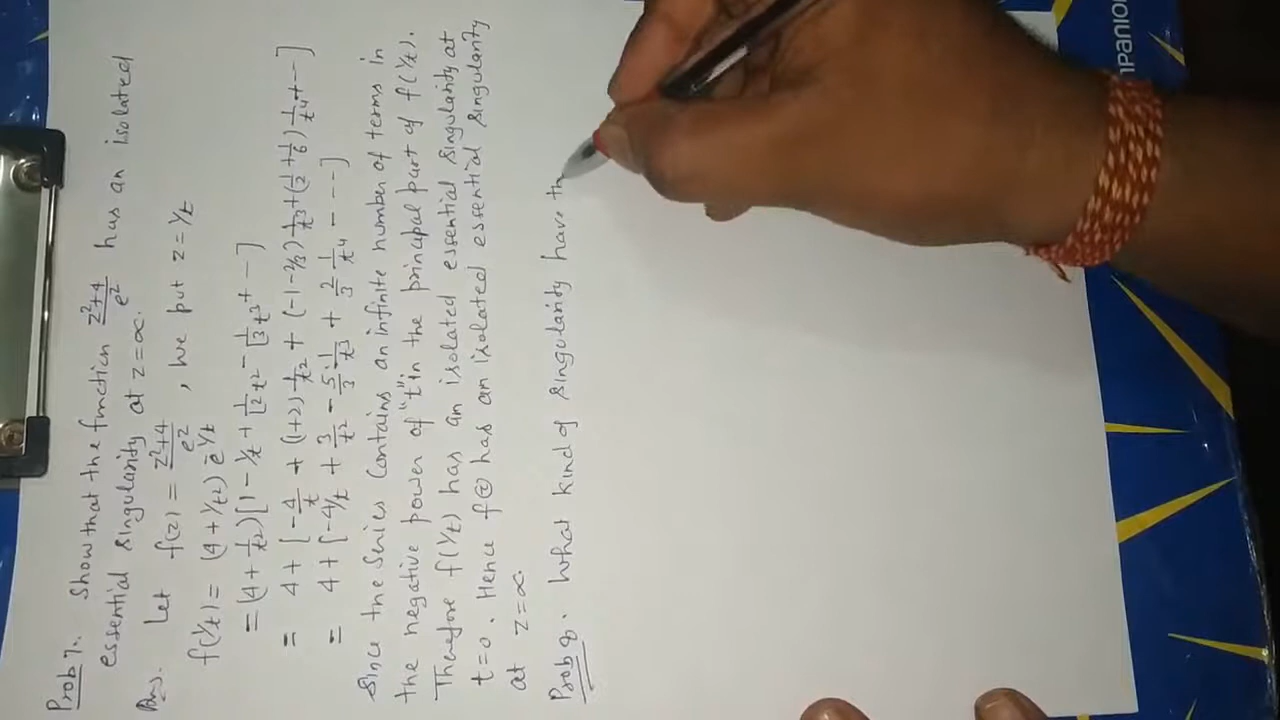 Prob 7. Show that the function z²+4/e^z has an isolated
essential singularity at z=∞.
Ans. Let f(z) = z²+4/e^z , we put z = 1/t
f(1/t) = (4+1/t²) e^-1/t
= (4+1/t²)[1 - 1/t + 1/⌊2 t² - 1/⌊3 t³ + --]
= 4+[-4/t + (1+2)1/t² + (-1-2/3)1/t³ + (1/2+1/6)1/t⁴ + --]
= 4+[-4/t + 3/t² - 5/3 1/t³ + 2/3 1/t⁴ - ---]
Since the series contains an infinite number of terms in
the negative power of "t" in the principal part of f(1/t).
Therefore f(1/t) has an isolated essential singularity at
t=0. Hence f(z) has an isolated essential singularity
at z=∞.
Prob 8. What kind of singularity have th